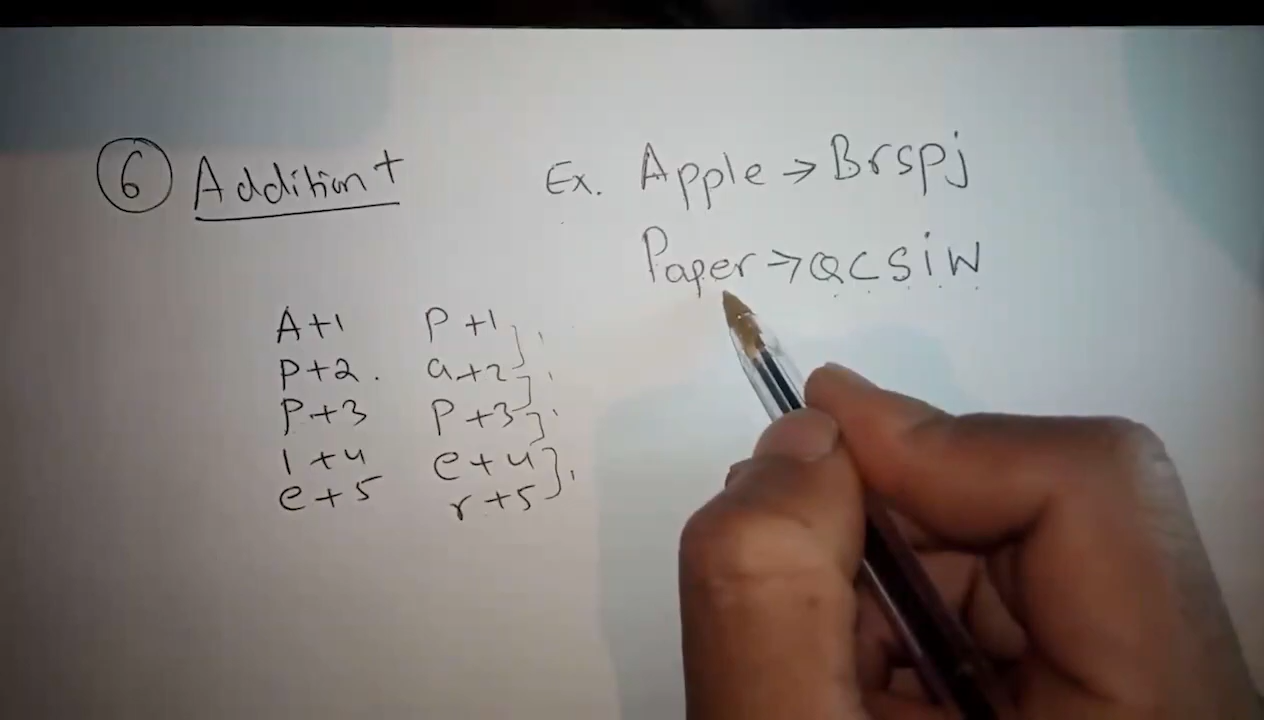 6 Addition +
Ex. Apple → Brspj
Paper → QCSiW
A+1 P+1
P+2. a+2
P+3 P+3
l+4 e+4
e+5 r+5